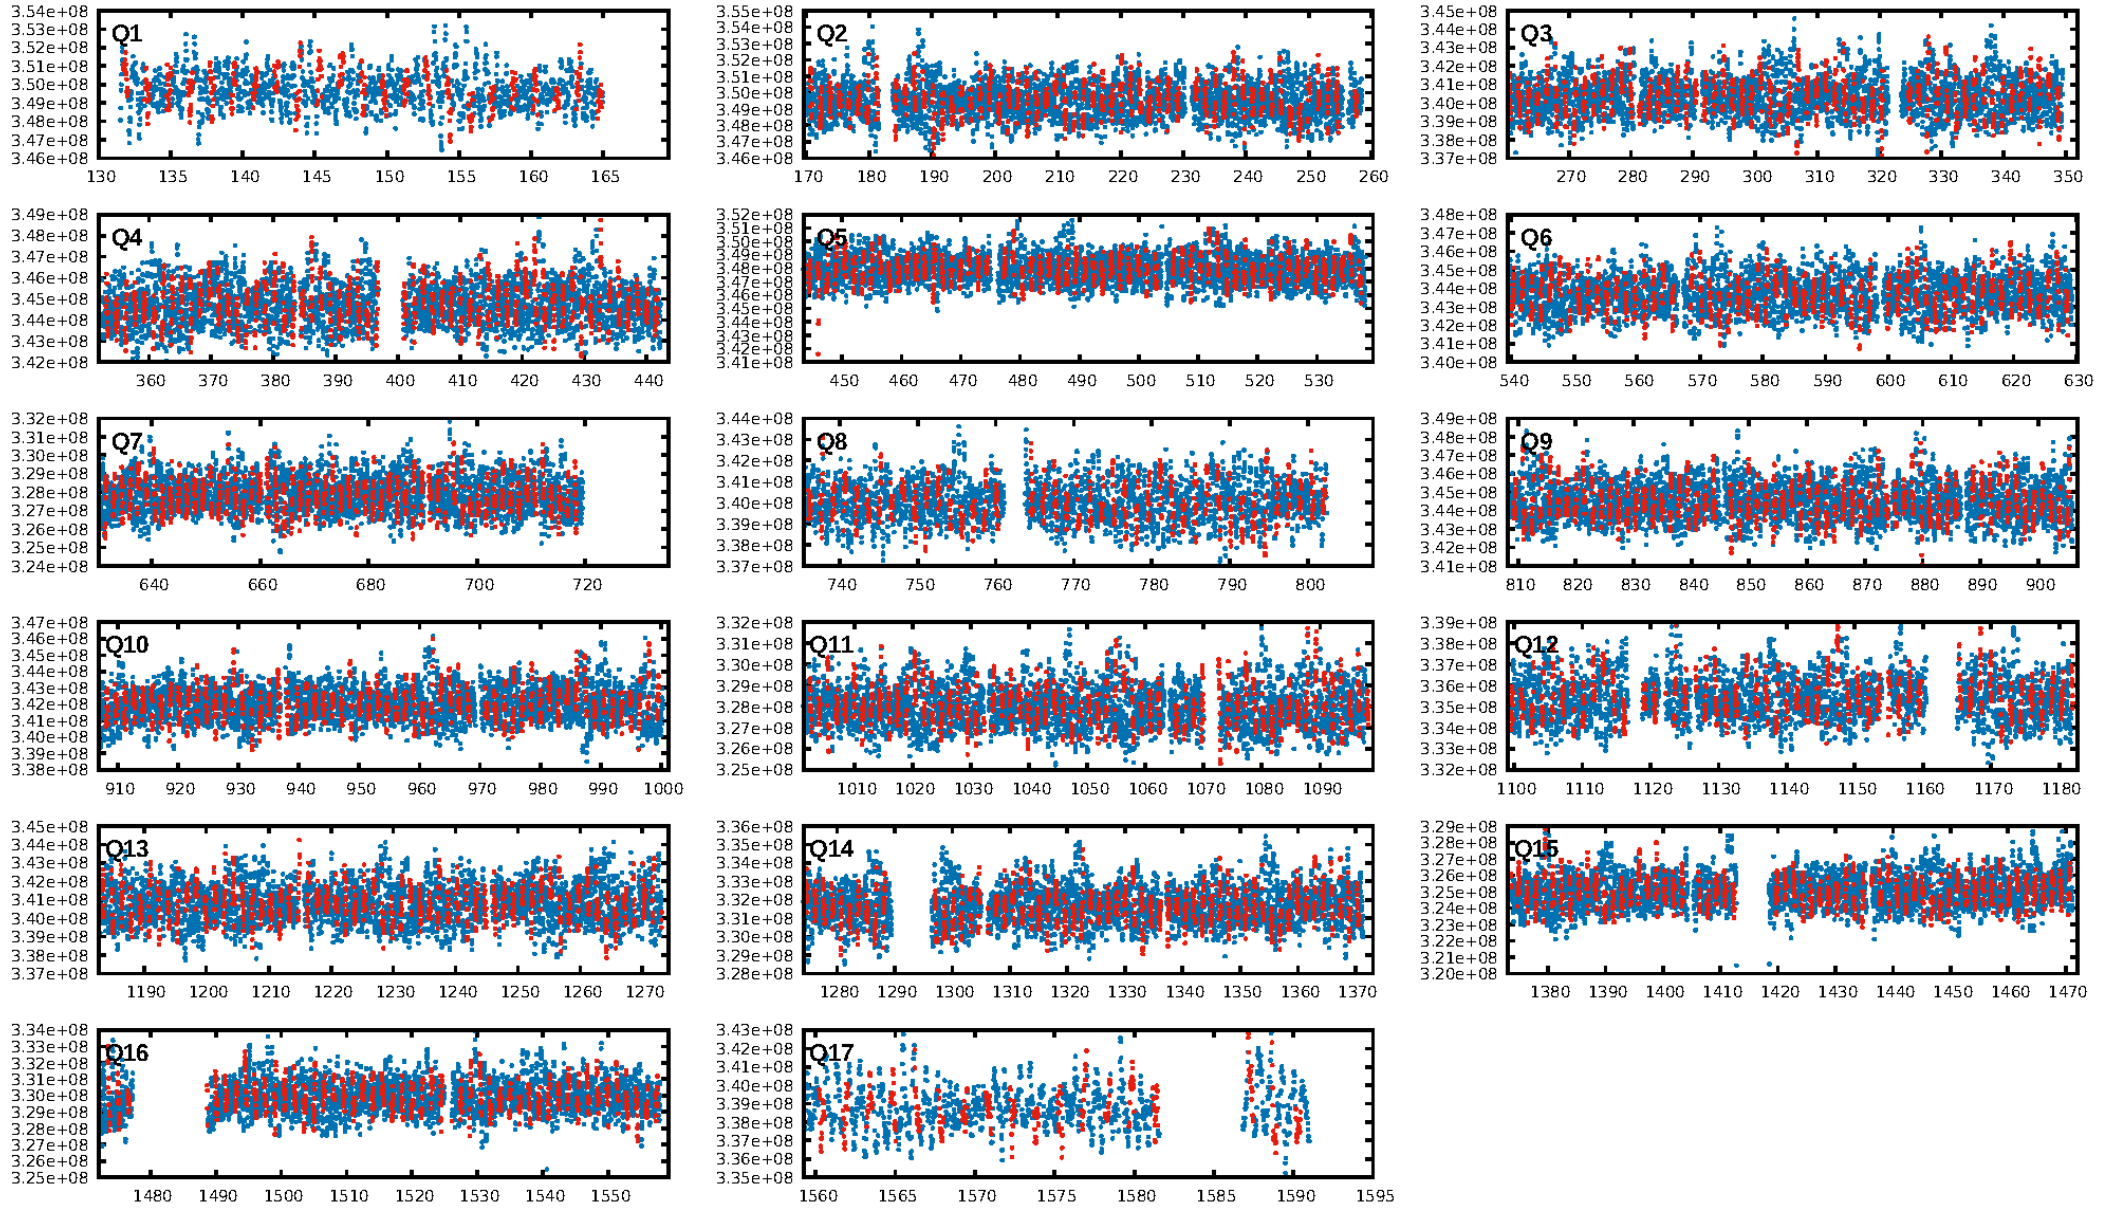 3.54e+08
3.53e+08
3.52e+08
3.51e+08
3.50e+08
3.49e+08
3.48e+08
3.47e+08
3.46e+08
Q1
130 135 140 145 150 155 160 165
3.55e+08
3.54e+08
3.53e+08
3.52e+08
3.51e+08
3.50e+08
3.49e+08
3.48e+08
3.47e+08
3.46e+08
Q2
170 180 190 200 210 220 230 240 250 260
3.45e+08
3.44e+08
3.43e+08
3.42e+08
3.41e+08
3.40e+08
3.39e+08
3.38e+08
3.37e+08
Q3
270 280 290 300 310 320 330 340 350
3.49e+08
3.48e+08
3.47e+08
3.46e+08
3.45e+08
3.44e+08
3.43e+08
3.42e+08
Q4
360 370 380 390 400 410 420 430 440
3.52e+08
3.51e+08
3.50e+08
3.49e+08
3.48e+08
3.47e+08
3.46e+08
3.45e+08
3.44e+08
3.43e+08
3.42e+08
3.41e+08
Q5
450 460 470 480 490 500 510 520 530
3.48e+08
3.47e+08
3.46e+08
3.45e+08
3.44e+08
3.43e+08
3.42e+08
3.41e+08
3.40e+08
Q6
540 550 560 570 580 590 600 610 620 630
3.32e+08
3.31e+08
3.30e+08
3.29e+08
3.28e+08
3.27e+08
3.26e+08
3.25e+08
3.24e+08
Q7
640 660 680 700 720
3.44e+08
3.43e+08
3.42e+08
3.41e+08
3.40e+08
3.39e+08
3.38e+08
3.37e+08
Q8
740 750 760 770 780 790 800
3.49e+08
3.48e+08
3.47e+08
3.46e+08
3.45e+08
3.44e+08
3.43e+08
3.42e+08
3.41e+08
Q9
810 820 830 840 850 860 870 880 890 900
3.47e+08
3.46e+08
3.45e+08
3.44e+08
3.43e+08
3.42e+08
3.41e+08
3.40e+08
3.39e+08
3.38e+08
Q10
910 920 930 940 950 960 970 980 990 1000
3.32e+08
3.31e+08
3.30e+08
3.29e+08
3.28e+08
3.27e+08
3.26e+08
3.25e+08
Q11
1010 1020 1030 1040 1050 1060 1070 1080 1090
3.39e+08
3.38e+08
3.37e+08
3.36e+08
3.35e+08
3.34e+08
3.33e+08
3.32e+08
Q12
1100 1110 1120 1130 1140 1150 1160 1170 1180
3.45e+08
3.44e+08
3.43e+08
3.42e+08
3.41e+08
3.40e+08
3.39e+08
3.38e+08
3.37e+08
Q13
1190 1200 1210 1220 1230 1240 1250 1260 1270
3.36e+08
3.35e+08
3.34e+08
3.33e+08
3.32e+08
3.31e+08
3.30e+08
3.29e+08
3.28e+08
Q14
1280 1290 1300 1310 1320 1330 1340 1350 1360 1370
3.29e+08
3.28e+08
3.27e+08
3.26e+08
3.25e+08
3.24e+08
3.23e+08
3.22e+08
3.21e+08
3.20e+08
Q15
1380 1390 1400 1410 1420 1430 1440 1450 1460 1470
3.34e+08
3.33e+08
3.32e+08
3.31e+08
3.30e+08
3.29e+08
3.28e+08
3.27e+08
3.26e+08
3.25e+08
Q16
1480 1490 1500 1510 1520 1530 1540 1550
3.43e+08
3.42e+08
3.41e+08
3.40e+08
3.39e+08
3.38e+08
3.37e+08
3.36e+08
3.35e+08
Q17
1560 1565 1570 1575 1580 1585 1590 1595